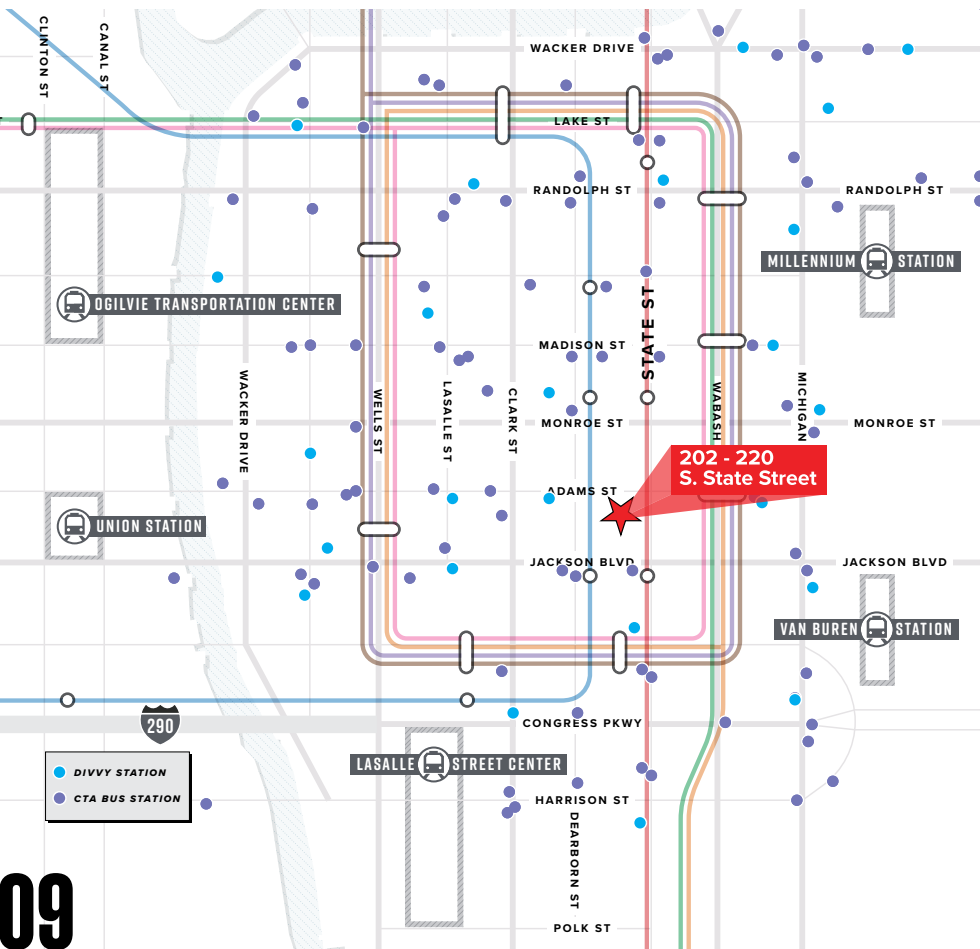 CLINTON ST
CANAL ST
WACKER DRIVE
LAKE ST
RANDOLPH ST
RANDOLPH ST
MILLENNIUM STATION
OGILVIE TRANSPORTATION CENTER
STATE ST
MADISON ST
WACKER DRIVE
WELLS ST
LASALLE ST
CLARK ST
WABASH
MICHIGAN
MONROE ST
MONROE ST
202 - 220
S. State Street
ADAMS ST
UNION STATION
JACKSON BLVD
JACKSON BLVD
VAN BUREN STATION
290
CONGRESS PKWY
LASALLE STREET CENTER
DIVVY STATION
CTA BUS STATION
HARRISON ST
DEARBORN ST
09
POLK ST